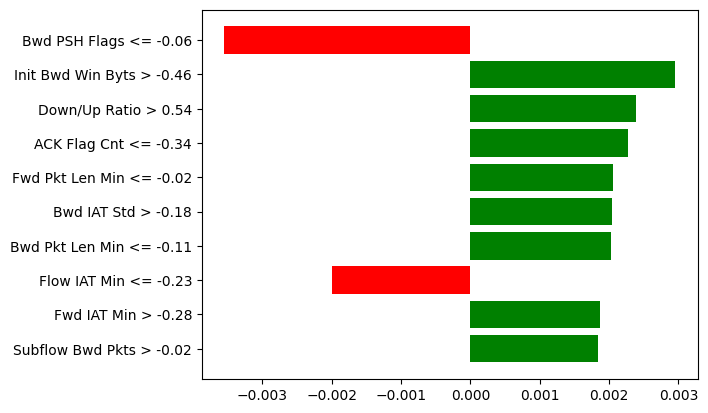 Bwd PSH Flags <= -0.06
Init Bwd Win Byts > -0.46
Down/Up Ratio > 0.54
ACK Flag Cnt <= -0.34
Fwd Pkt Len Min <= -0.02
Bwd IAT Std > -0.18
Bwd Pkt Len Min <= -0.11
Flow IAT Min <= -0.23
Fwd IAT Min > -0.28
Subflow Bwd Pkts > -0.02
−0.003 −0.002 −0.001 0.000 0.001 0.002 0.003